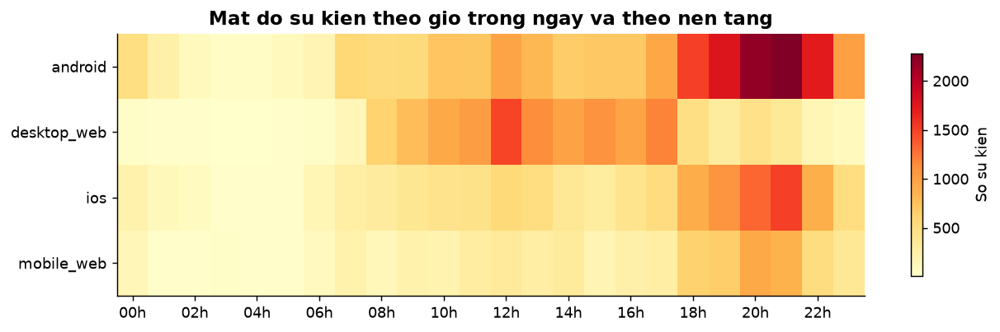 Mat do su kien theo gio trong ngay va theo nen tang
android
desktop_web
ios
mobile_web
00h 02h 04h 06h 08h 10h 12h 14h 16h 18h 20h 22h
2000
1500
1000
500
So su kien